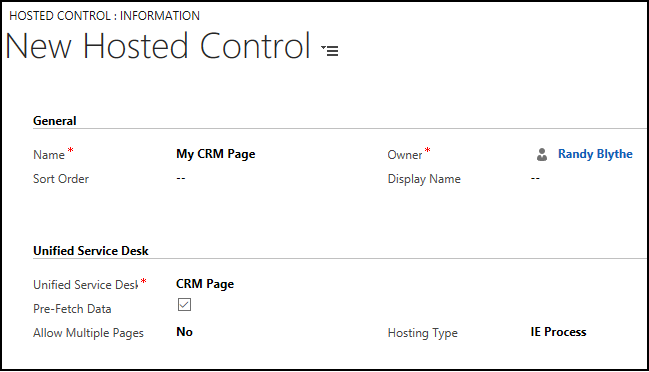 HOSTED CONTROL : INFORMATION
New Hosted Control
General
Name* My CRM Page Owner* Randy Blythe
Sort Order -- Display Name --
Unified Service Desk
Unified Service Desk* CRM Page
Pre-Fetch Data
Allow Multiple Pages No Hosting Type IE Process